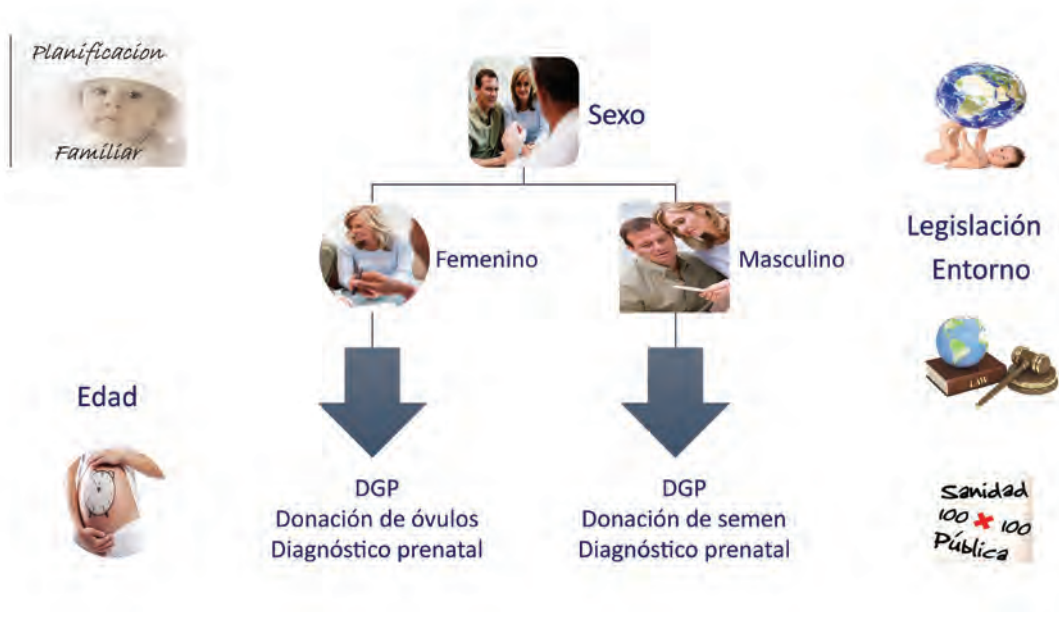 Planificacion
Familiar
Sexo
Femenino
Masculino
Legislación
Entorno
LAW
Edad
DGP
Donación de óvulos
Diagnóstico prenatal
DGP
Donación de semen
Diagnóstico prenatal
Sanidad
100 x 100
Pública